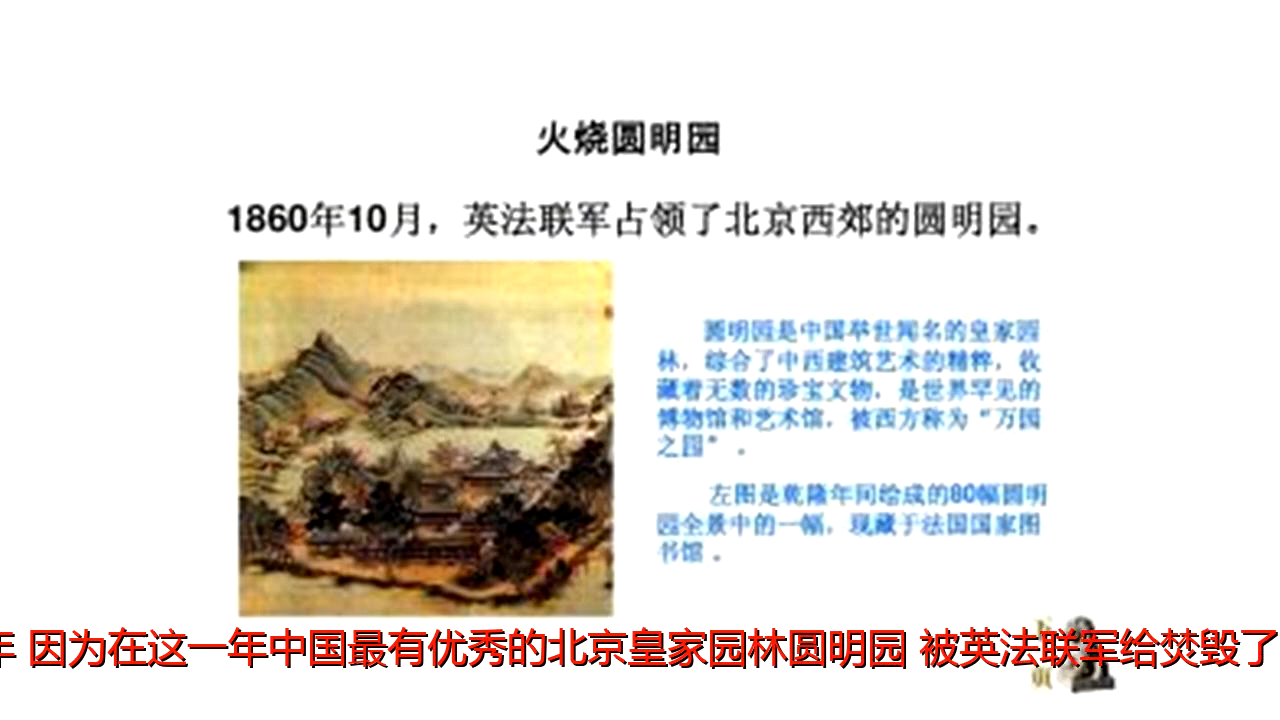 火烧圆明园
1860年10月，英法联军占领了北京西郊的圆明园。
圆明园是中国举世闻名的皇家园
林，综合了中西建筑艺术的精粹，收
藏着无数的珍宝文物，是世界罕见的
博物馆和艺术馆，被西方称为“万园
之园”。
左图是乾隆年间绘成的80幅圆明
园全景中的一幅，现藏于法国国家图
书馆。
年 因为在这一年中国最有优秀的北京皇家园林圆明园 被英法联军给焚毁了